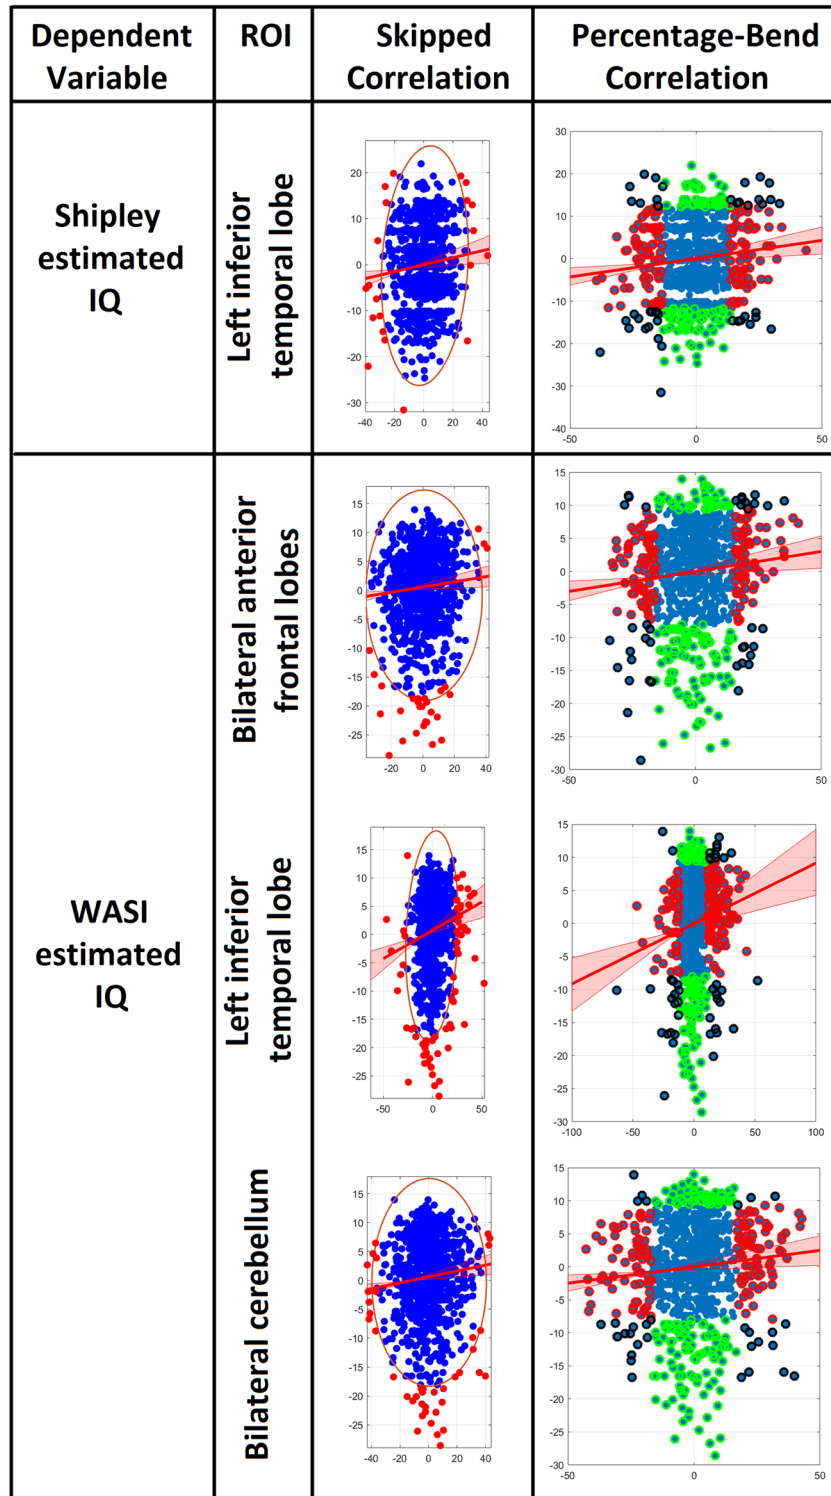 Dependent Variable
ROI
Skipped Correlation
Percentage-Bend Correlation
Shipley
estimated
IQ
Left inferior
temporal lobe
20
10
0
-10
-20
-30
-40 -20 0 20 40
30
20
10
0
-10
-20
-30
-40
-50 0 50
WASI
estimated
IQ
Bilateral anterior
frontal lobes
15
10
5
0
-5
-10
-15
-20
-25
-20 0 20 40
15
10
5
0
-5
-10
-15
-20
-25
-30
-50 0 50
Left inferior
temporal lobe
15
10
5
0
-5
-10
-15
-20
-25
-50 0 50
15
10
5
0
-5
-10
-15
-20
-25
-30
-100 -50 0 50 100
Bilateral cerebellum
15
10
5
0
-5
-10
-15
-20
-25
-40 -20 0 20 40
15
10
5
0
-5
-10
-15
-20
-25
-30
-50 0 50